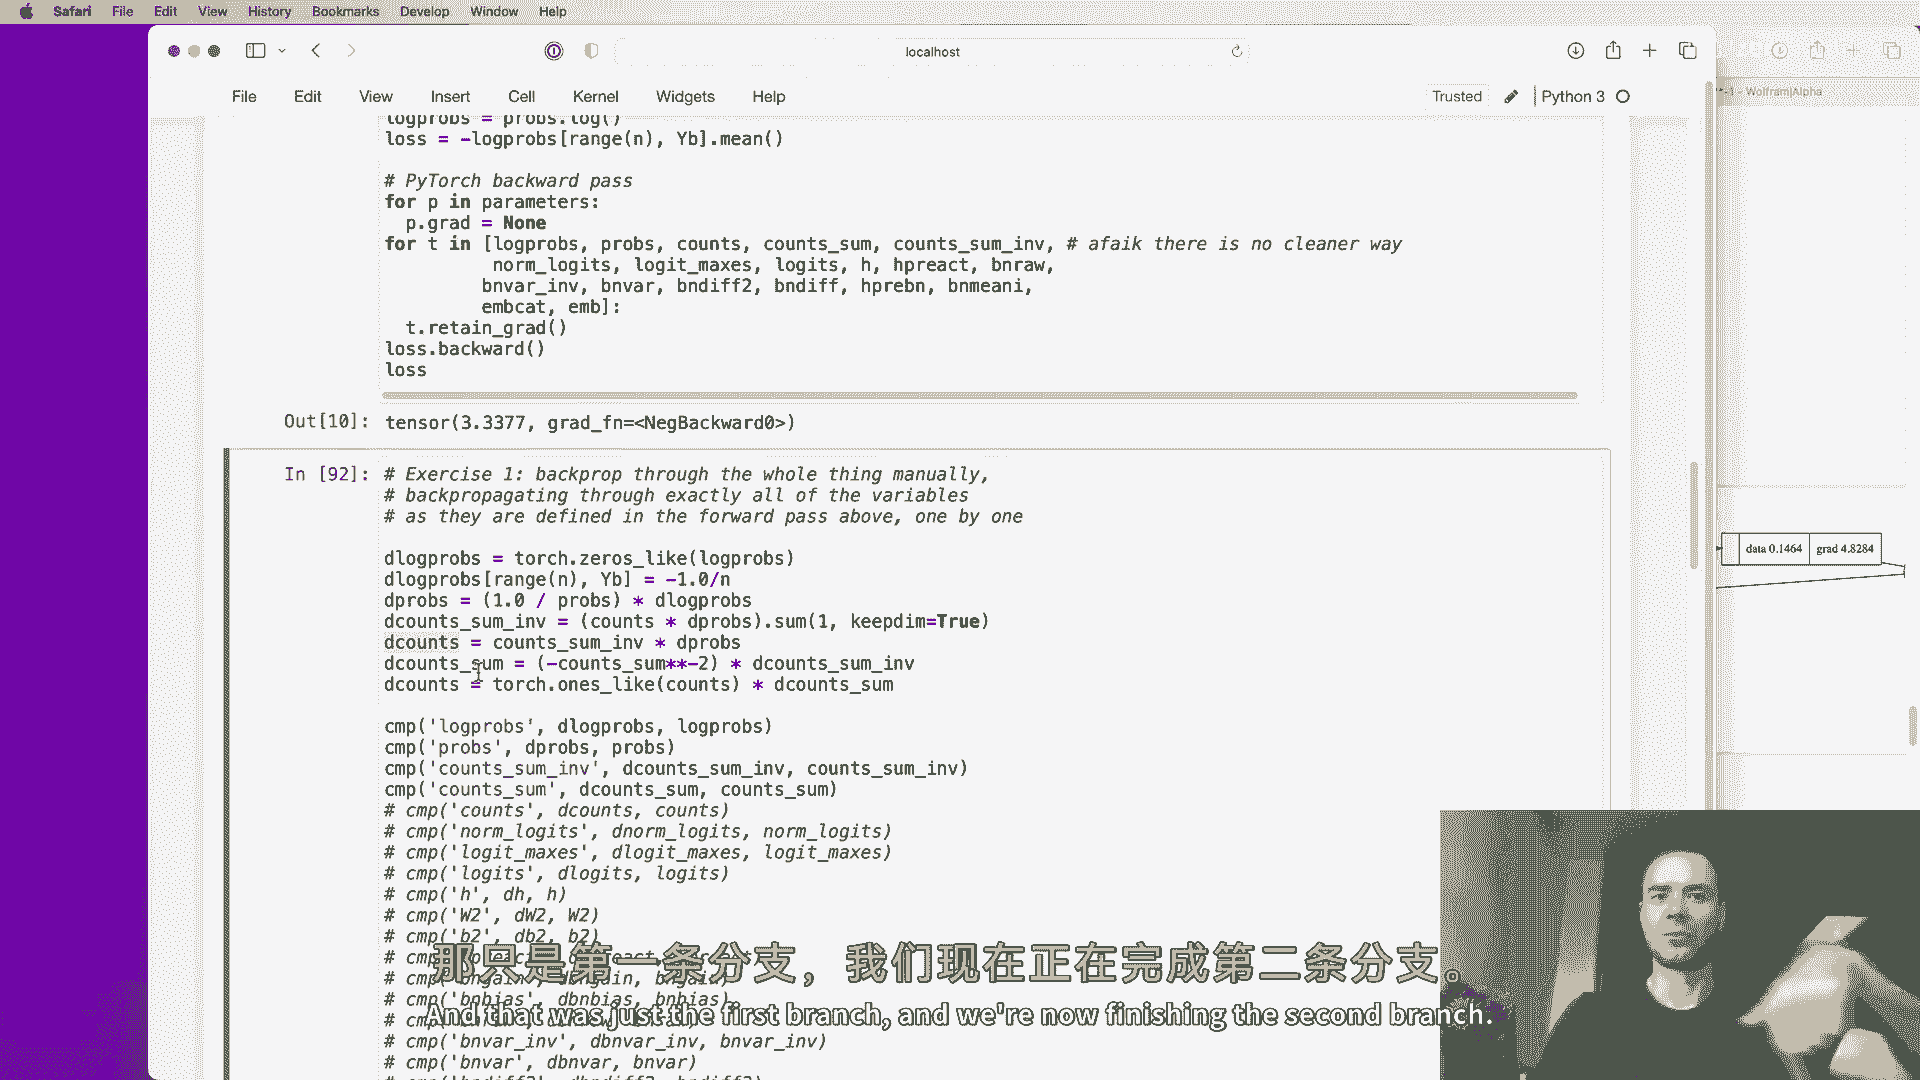 Safari File Edit View History Bookmarks Develop Window Help
localhost
File Edit View Insert Cell Kernel Widgets Help
Trusted Python 3
-1 - Wolfram|Alpha
logprobs = probs.log()
loss = -logprobs[range(n), Yb].mean()
# PyTorch backward pass
for p in parameters:
p.grad = None
for t in [logprobs, probs, counts, counts_sum, counts_sum_inv, # afaik there is no cleaner way
norm_logits, logit_maxes, logits, h, hpreact, bnraw,
bnvar_inv, bnvar, bndiff2, bndiff, hprebn, bnmeani,
embcat, emb]:
t.retain_grad()
loss.backward()
loss
Out[10]: tensor(3.3377, grad_fn=<NegBackward0>)
In [92]: # Exercise 1: backprop through the whole thing manually,
# backpropagating through exactly all of the variables
# as they are defined in the forward pass above, one by one
dlogprobs = torch.zeros_like(logprobs)
dlogprobs[range(n), Yb] = -1.0/n
dprobs = (1.0 / probs) * dlogprobs
dcounts_sum_inv = (counts * dprobs).sum(1, keepdim=True)
dcounts = counts_sum_inv * dprobs
dcounts_sum = (-counts_sum**-2) * dcounts_sum_inv
dcounts = torch.ones_like(counts) * dcounts_sum
data 0.1464 grad 4.8284
cmp('logprobs', dlogprobs, logprobs)
cmp('probs', dprobs, probs)
cmp('counts_sum_inv', dcounts_sum_inv, counts_sum_inv)
cmp('counts_sum', dcounts_sum, counts_sum)
# cmp('counts', dcounts, counts)
# cmp('norm_logits', dnorm_logits, norm_logits)
# cmp('logit_maxes', dlogit_maxes, logit_maxes)
# cmp('logits', dlogits, logits)
# cmp('h', dh, h)
# cmp('W2', dW2, W2)
# cmp('b2', db2, b2)
# cmp('bngain', dbngain, bngain)
# cmp('bnbias', dbnbias, bnbias)
# cmp('bnvar_inv', dbnvar_inv, bnvar_inv)
# cmp('bnvar', dbnvar, bnvar)
那只是第一条分支，我们现在正在完成第二条分支。
And that was just the first branch, and we're now finishing the second branch.